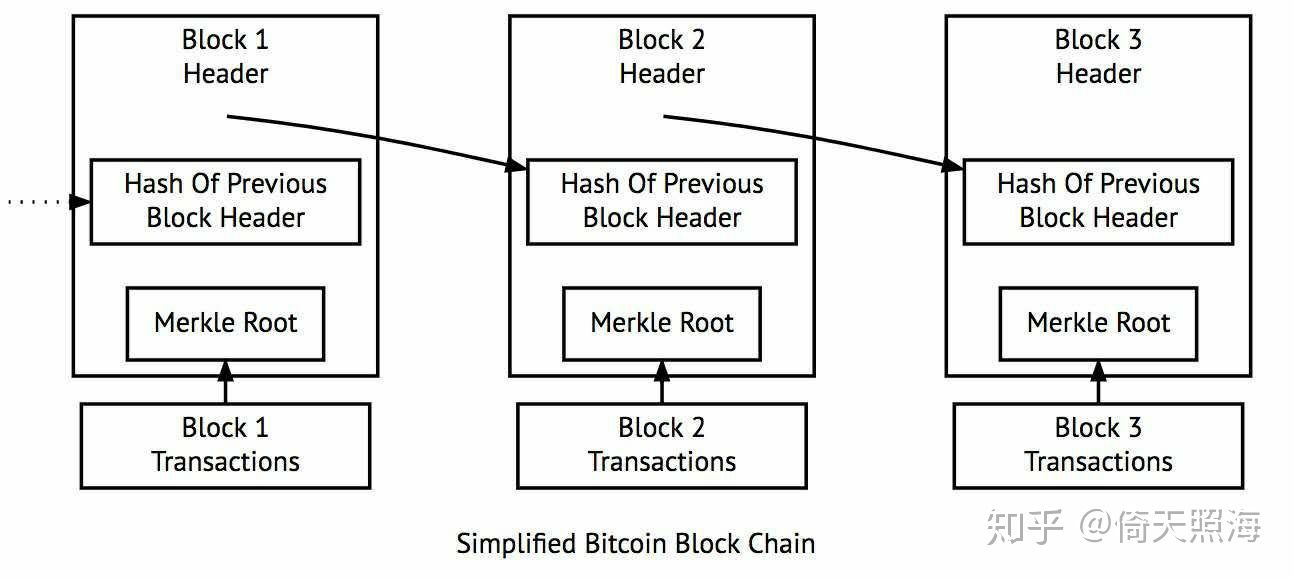 Block 1
Header
Hash Of Previous
Block Header
Merkle Root
Block 1
Transactions
Block 2
Header
Hash Of Previous
Block Header
Merkle Root
Block 2
Transactions
Block 3
Header
Hash Of Previous
Block Header
Merkle Root
Block 3
Transactions
Simplified Bitcoin Block Chain
知乎 @倚天照海